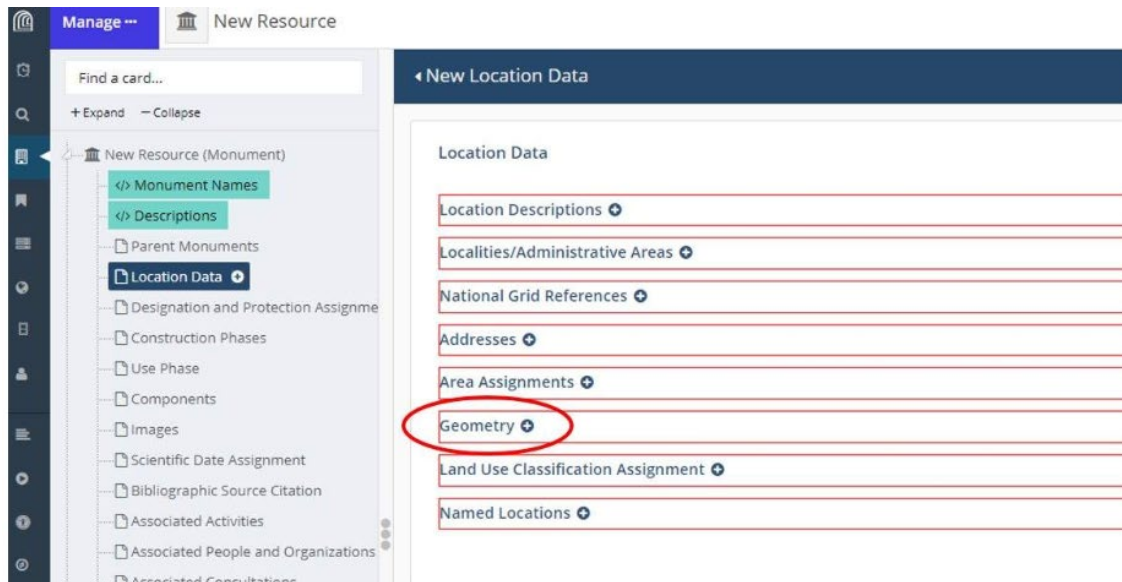 Manage ···
New Resource
Find a card...
+ Expand − Collapse
New Resource (Monument)
</> Monument Names
</> Descriptions
Parent Monuments
Location Data
Designation and Protection Assignme
Construction Phases
Use Phase
Components
Images
Scientific Date Assignment
Bibliographic Source Citation
Associated Activities
Associated People and Organizations
Associated Consultations
New Location Data
Location Data
Location Descriptions
Localities/Administrative Areas
National Grid References
Addresses
Area Assignments
Geometry
Land Use Classification Assignment
Named Locations